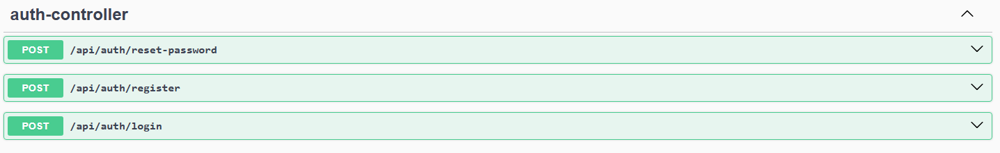 auth-controller
POST /api/auth/reset-password
POST /api/auth/register
POST /api/auth/login